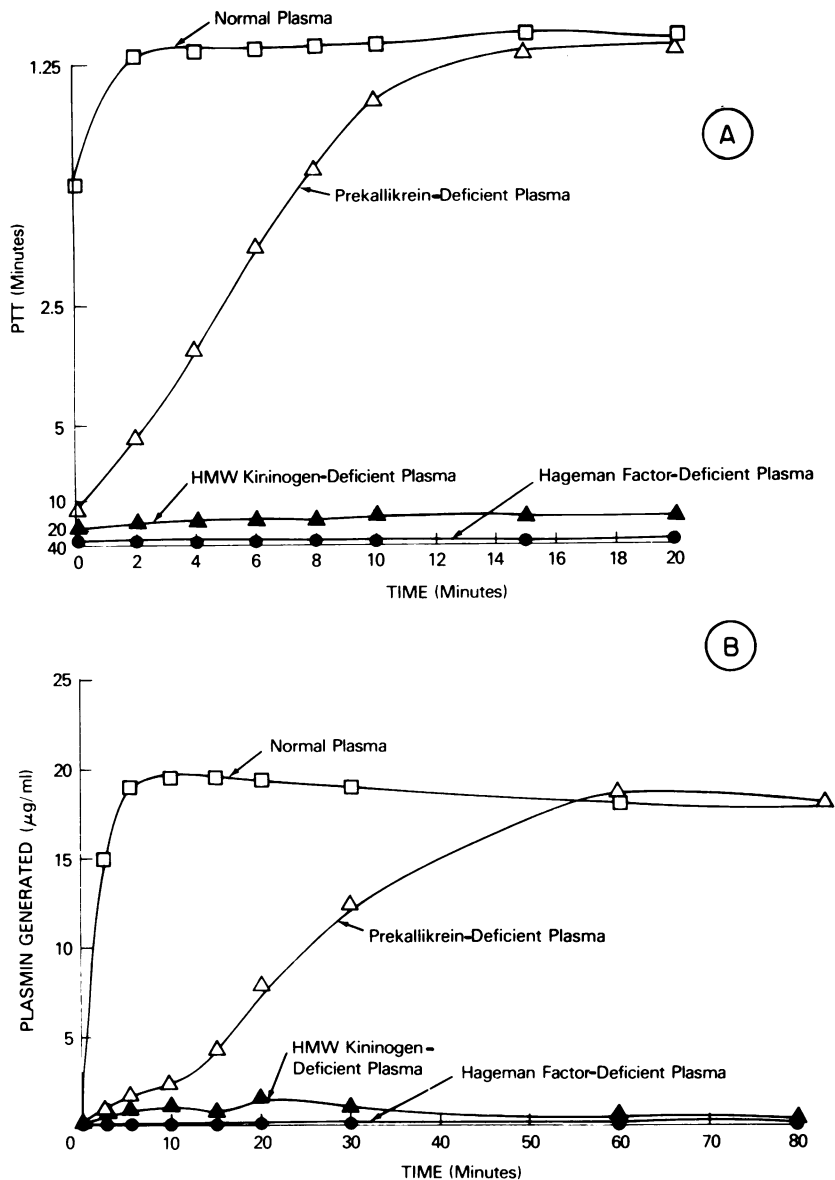 Normal Plasma
1.25
A
Prekallikrein-Deficient Plasma
PTT (Minutes)
2.5
5
HMW Kininogen-Deficient Plasma
Hageman Factor-Deficient Plasma
10
20
40
0 2 4 6 8 10 12 14 16 18 20
TIME (Minutes)
B
25
Normal Plasma
20
15
Prekallikrein-Deficient Plasma
PLASMIN GENERATED (μg/ml)
10
5
HMW Kininogen-
Deficient Plasma
Hageman Factor-Deficient Plasma
0 10 20 30 40 50 60 70 80
TIME (Minutes)